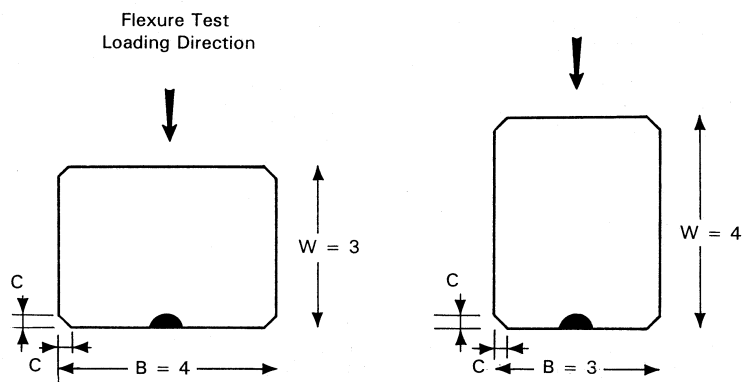 Flexure Test
Loading Direction
W = 3
C
C
B = 4
W = 4
C
C
B = 3